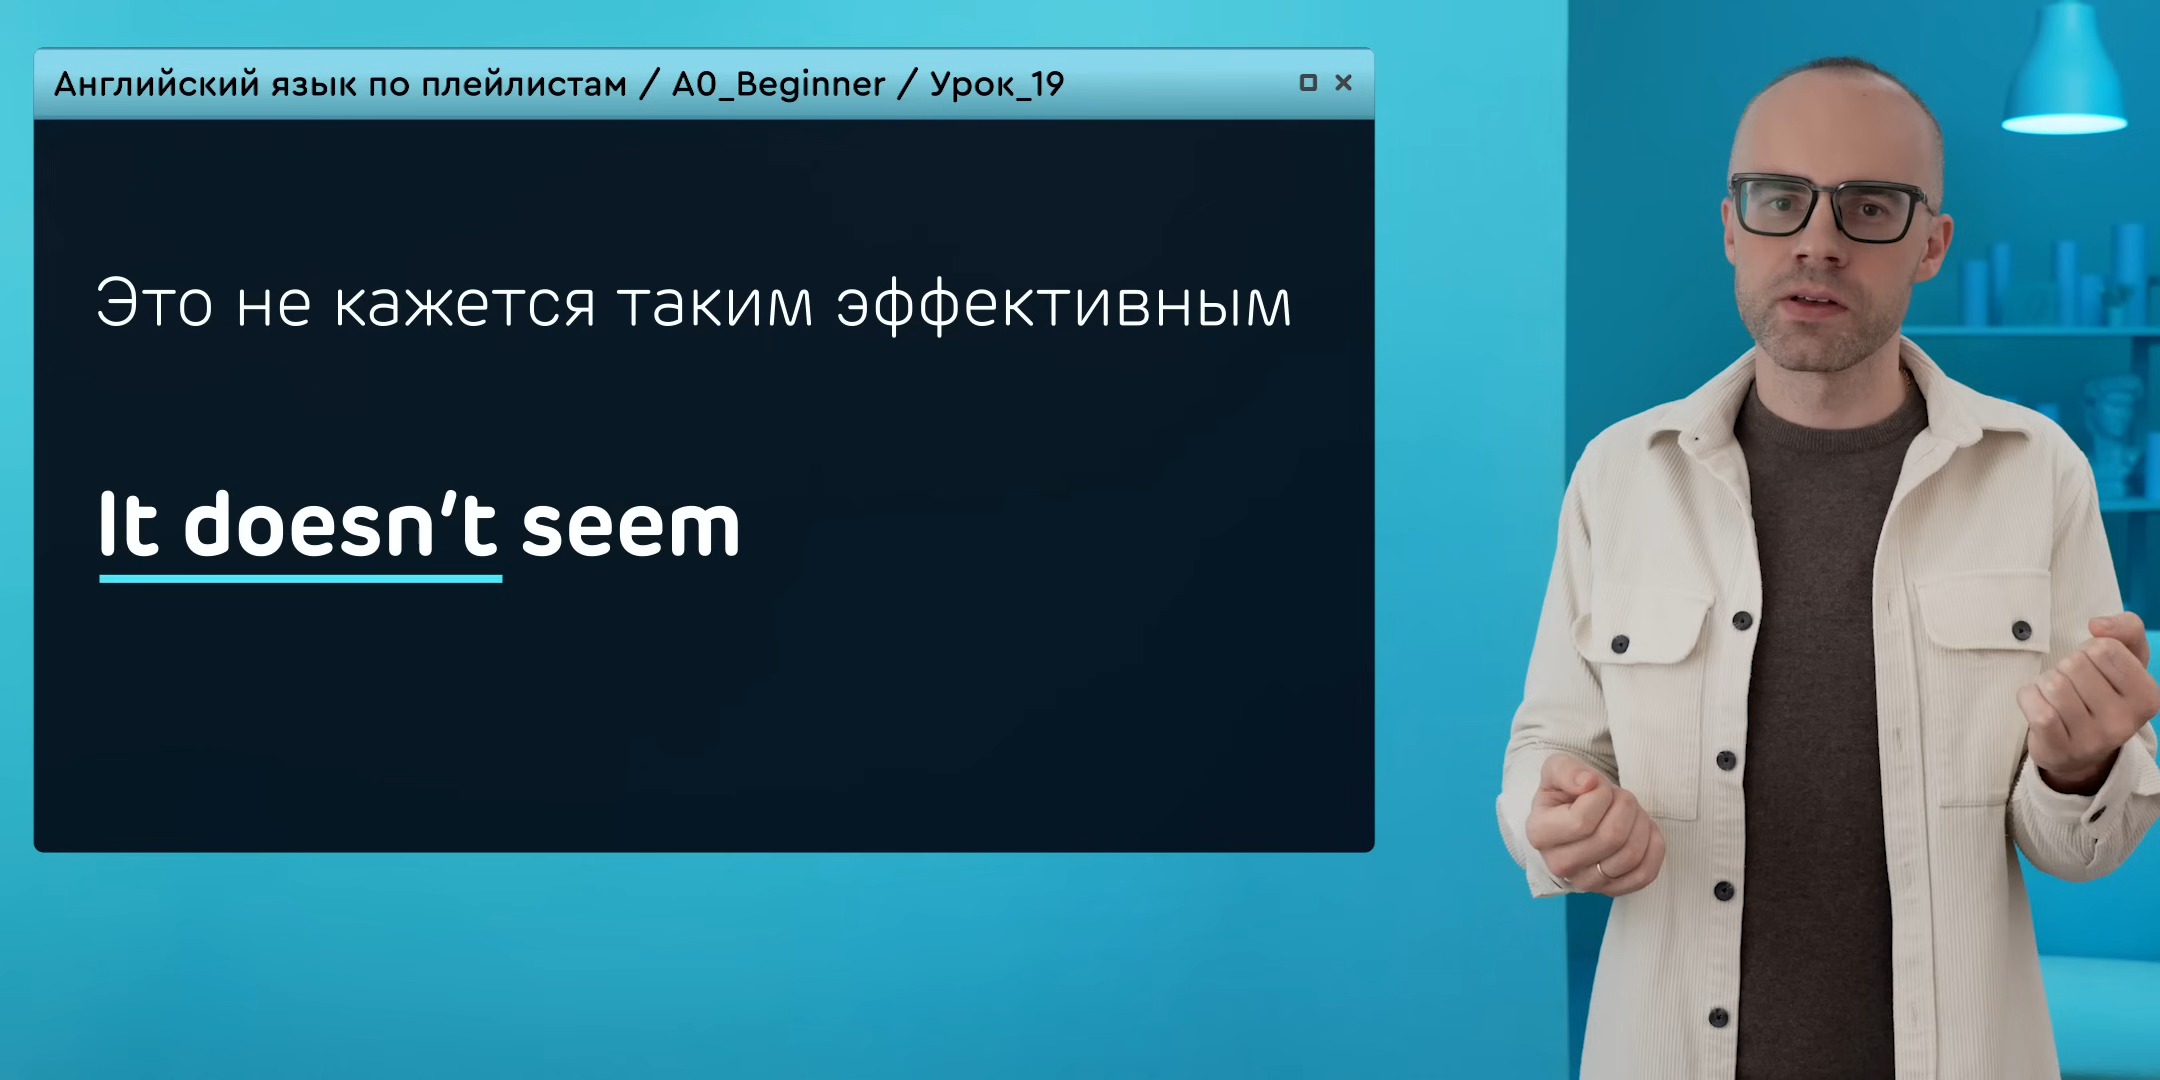 Английский язык по плейлистам / A0_Beginner / Урок_19
Это не кажется таким эффективным
It doesn't seem